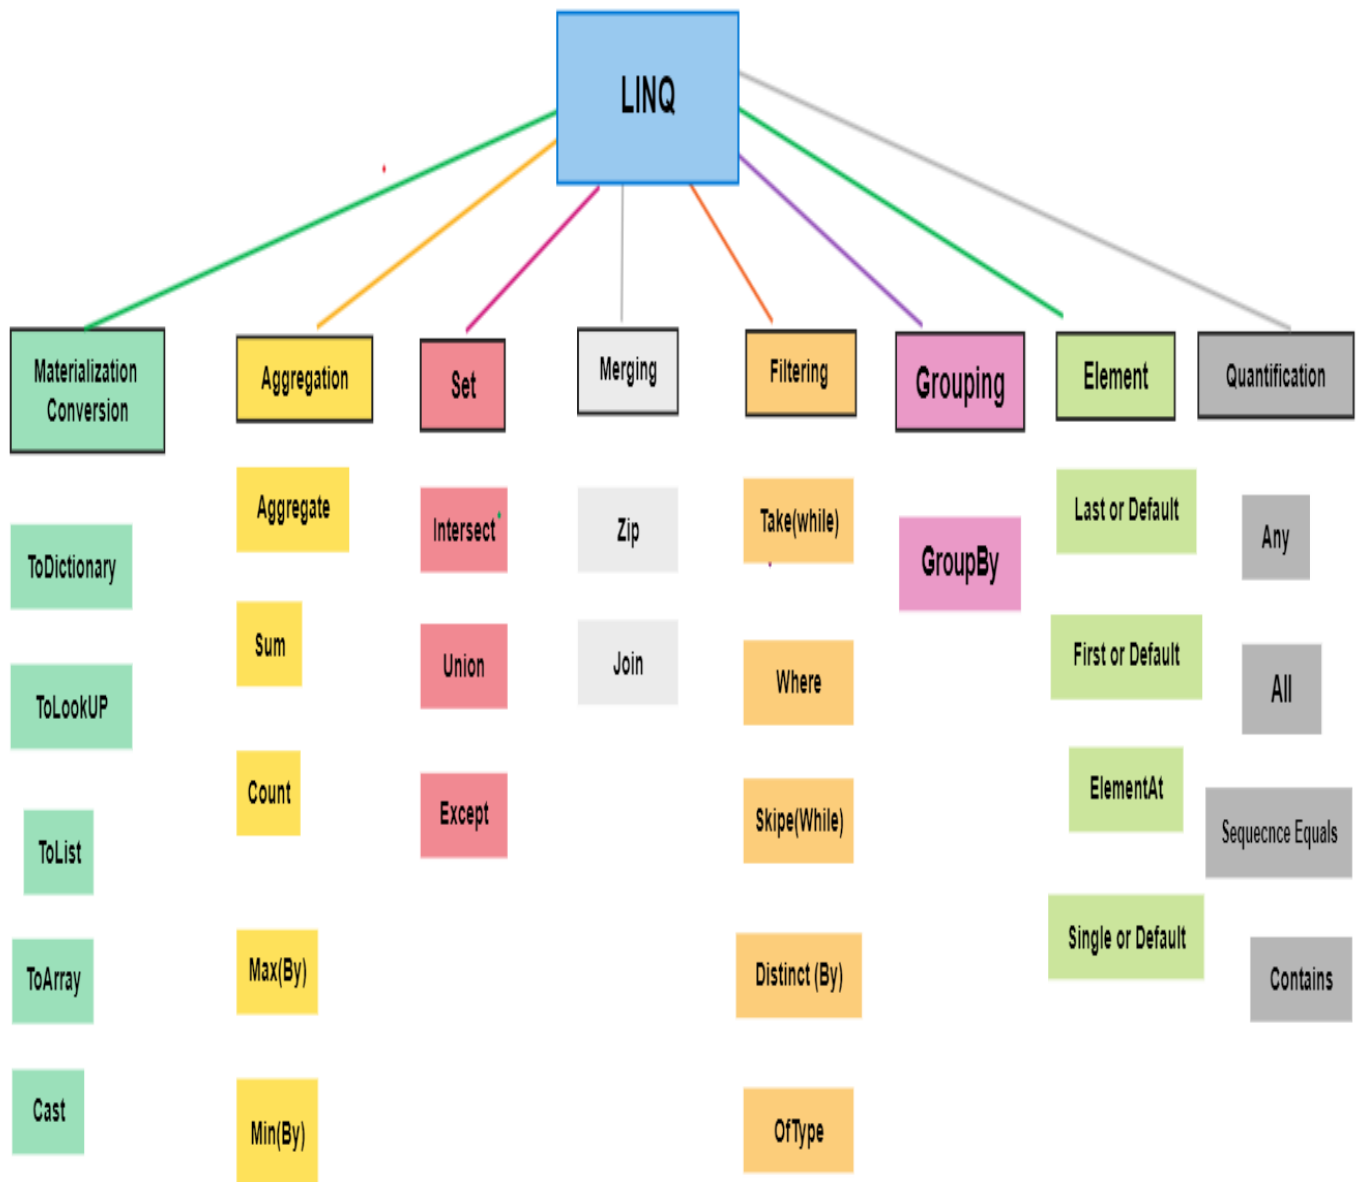 LINQ
Materialization
Conversion
Aggregation
Set
Merging
Filtering
Grouping
Element
Quantification
ToDictionary
ToLookUP
ToList
ToArray
Cast
Aggregate
Sum
Count
Max(By)
Min(By)
Intersect
Union
Except
Zip
Join
Take(while)
Where
Skipe(While)
Distinct (By)
OfType
GroupBy
Last or Default
First or Default
ElementAt
Single or Default
Any
All
Sequecnce Equals
Contains